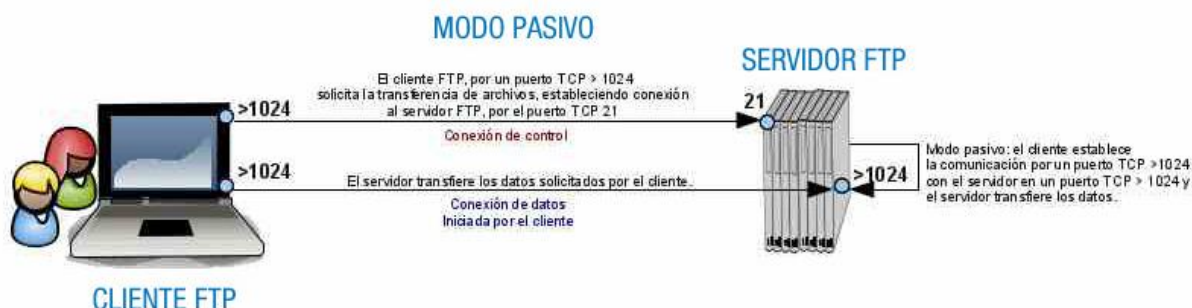 MODO PASIVO
SERVIDOR FTP
El cliente FTP, por un puerto TCP > 1024
solicita la transferencia de archivos, estableciendo conexión
al servidor FTP, por el puerto TCP 21
Conexión de control
>1024
21
>1024
El servidor transfiere los datos solicitados por el cliente.
Conexión de datos
Iniciada por el cliente
>1024
Modo pasivo: el cliente establece
la comunicación por un puerto TCP >1024
con el servidor en un puerto TCP > 1024 y
el servidor transfiere los datos.
CLIENTE FTP